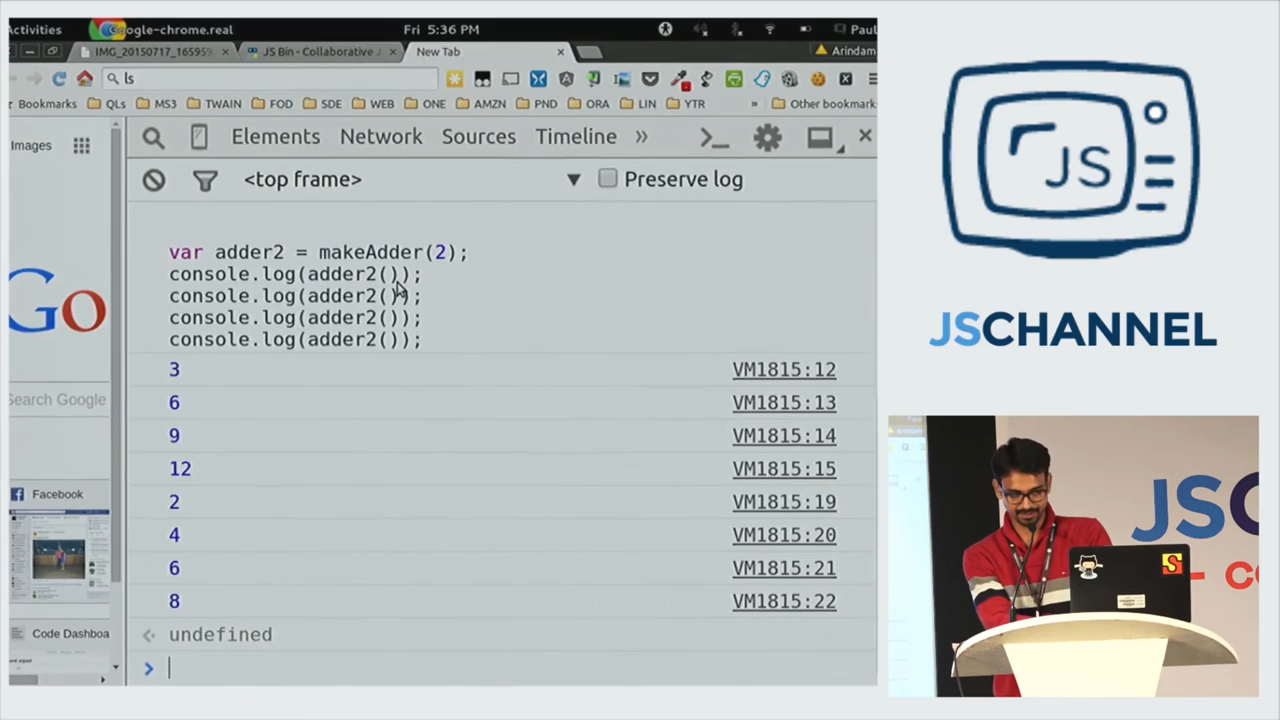 Activities
Google-chrome.real
Fri 5:36 PM
Paul
IMG_20150717_165959
JS Bin - Collaborative J
New Tab
Arindam
ls
Bookmarks
QLs
MS3
TWAIN
FOD
SDE
WEB
ONE
AMZN
PND
ORA
LIN
YTR
»
Other bookmark
Images
Elements Network Sources Timeline »
<top frame>
Preserve log
var adder2 = makeAdder(2);
console.log(adder2());
console.log(adder2());
console.log(adder2());
console.log(adder2());
3 VM1815:12
6 VM1815:13
9 VM1815:14
12 VM1815:15
2 VM1815:19
4 VM1815:20
6 VM1815:21
8 VM1815:22
undefined
>
Go
Search Google
Facebook
Code Dashboa
JS
JSCHANNEL
JSC
CO